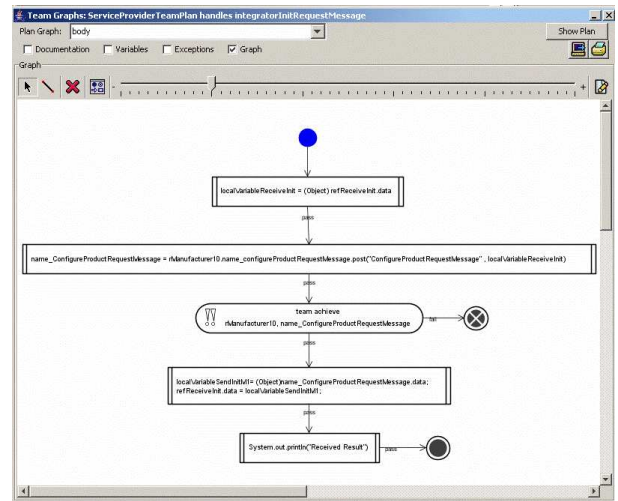 Team Graphs: ServiceProviderTeamPlan handles integratorInitRequestMessage
Plan Graph: body
Show Plan
Documentation Variables Exceptions Graph
Graph
- +
localVariableReceiveInit = (Object) refReceiveInit.data
pass
name_ConfigureProductRequestMessage = rManufacturer10.name_configureProductRequestMessage.post("ConfigureProductRequestMessage" , localVariableReceiveInit)
pass
team achieve
rManufacturer10, name_ConfigureProductRequestMessage
fail
pass
localVariableSendInitM1= (Object)name_ConfigureProductRequestMessage.data;
refReceiveInit.data = localVariableSendInitM1;
pass
System.out.println("Received Result")
pass